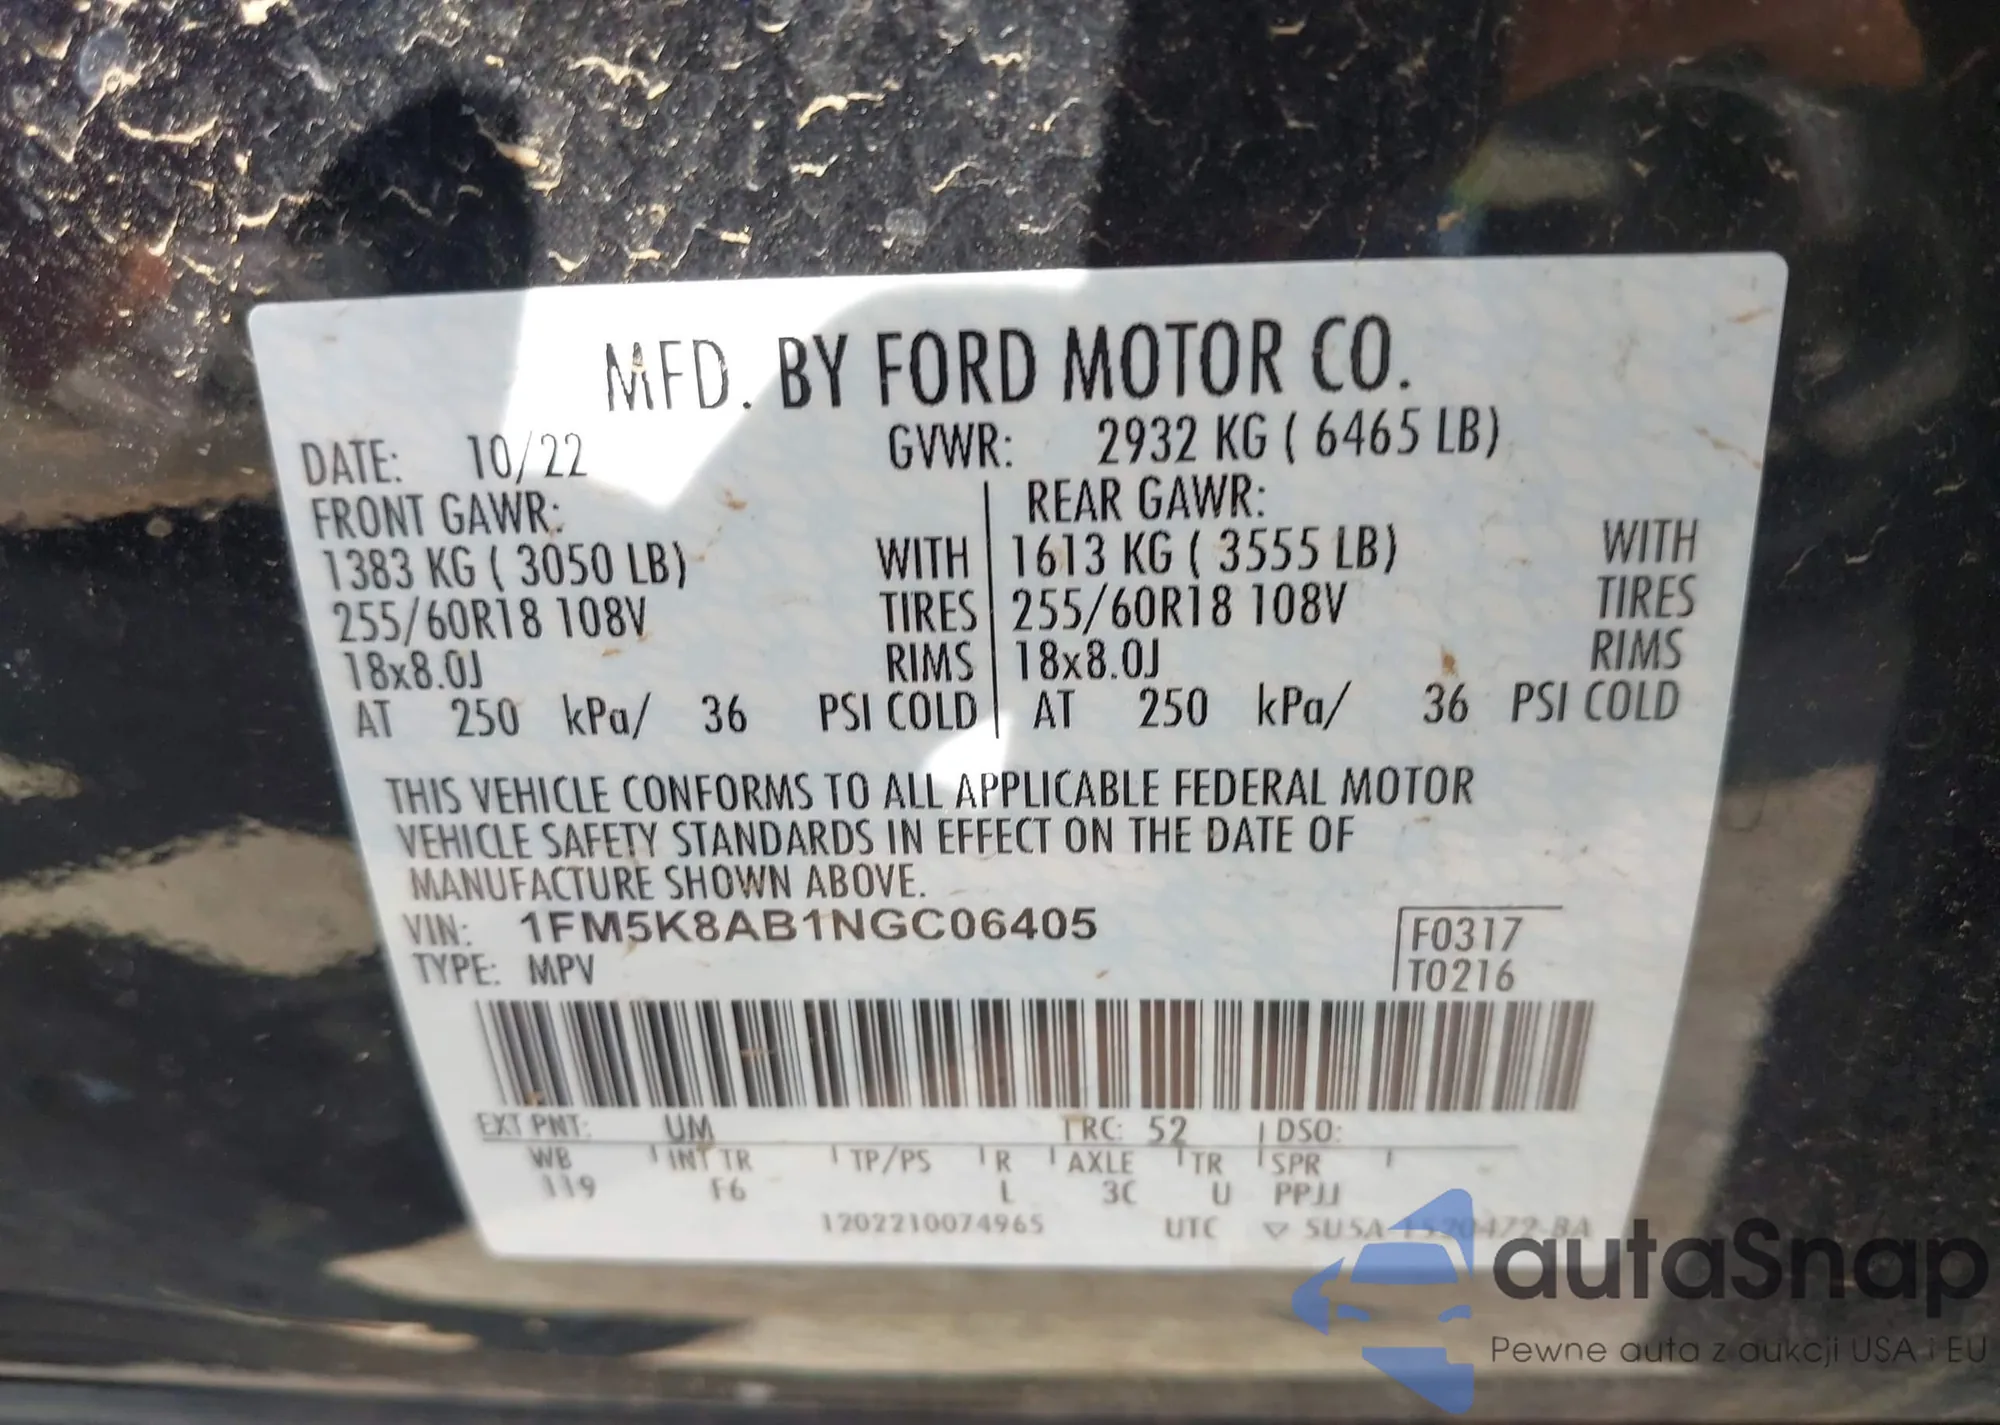 MFD. BY FORD MOTOR CO.
DATE: 10/22 GVWR: 2932 KG ( 6465 LB)
FRONT GAWR: REAR GAWR:
1383 KG ( 3050 LB) WITH 1613 KG ( 3555 LB) WITH
255/60R18 108V TIRES 255/60R18 108V TIRES
18x8.0J RIMS 18x8.0J RIMS
AT 250 kPa/ 36 PSI COLD AT 250 kPa/ 36 PSI COLD
THIS VEHICLE CONFORMS TO ALL APPLICABLE FEDERAL MOTOR
VEHICLE SAFETY STANDARDS IN EFFECT ON THE DATE OF
MANUFACTURE SHOWN ABOVE.
VIN: 1FM5K8AB1NGC06405 F0317
TYPE: MPV T0216
EXT PNT: UM TRC: 52 DSO:
WB INT TR TP/PS R AXLE TR SPR
119 F6 L 3C U PPJJ
1202210074965 UTC
autaSnap
Pewne auta z aukcji USA i EU